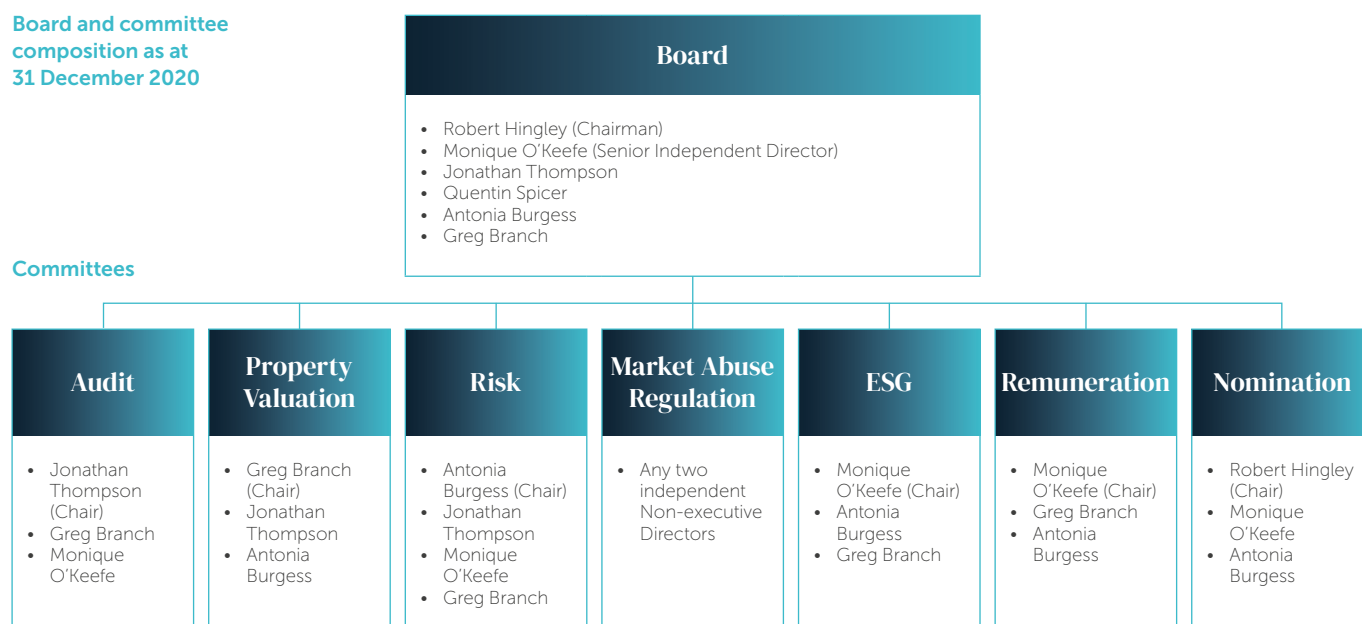 Board and committee
composition as at
31 December 2020
Board
• Robert Hingley (Chairman)
• Monique O'Keefe (Senior Independent Director)
• Jonathan Thompson
• Quentin Spicer
• Antonia Burgess
• Greg Branch
Committees
Audit
• Jonathan
Thompson
(Chair)
• Greg Branch
• Monique
O'Keefe
Property
Valuation
• Greg Branch
(Chair)
• Jonathan
Thompson
• Antonia
Burgess
Risk
• Antonia
Burgess (Chair)
• Jonathan
Thompson
• Monique
O'Keefe
• Greg Branch
Market Abuse
Regulation
• Any two
independent
Non-executive
Directors
ESG
• Monique
O'Keefe (Chair)
• Antonia
Burgess
• Greg Branch
Remuneration
• Monique
O'Keefe (Chair)
• Greg Branch
• Antonia
Burgess
Nomination
• Robert Hingley
(Chair)
• Monique
O'Keefe
• Antonia
Burgess